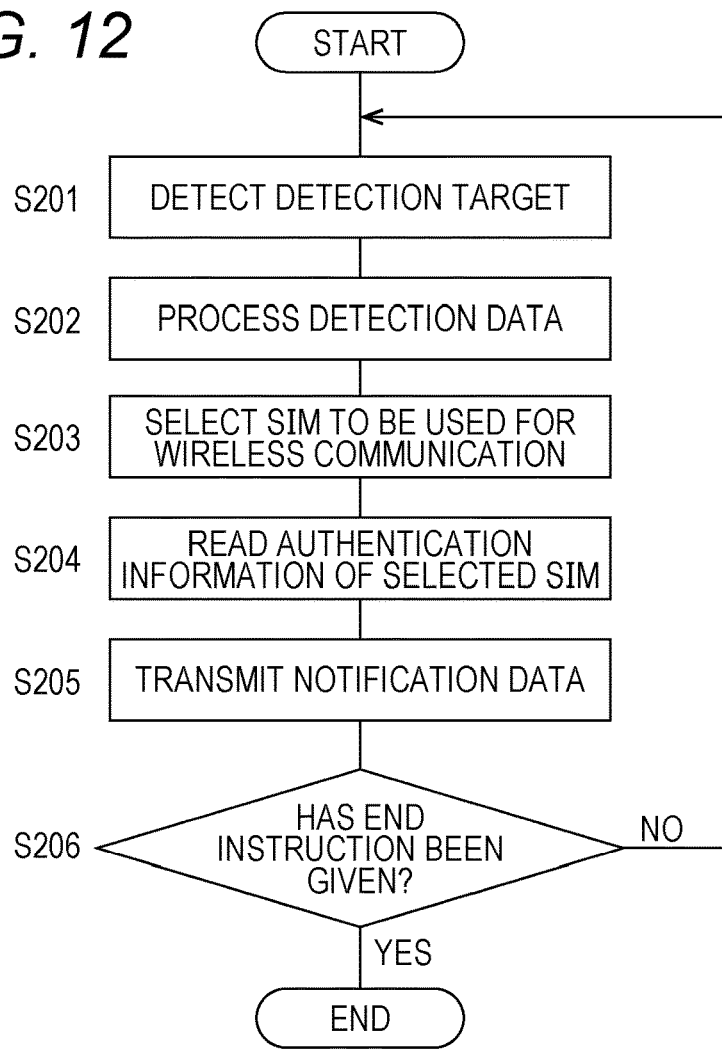 G. 12
START
S201 DETECT DETECTION TARGET
S202 PROCESS DETECTION DATA
S203 SELECT SIM TO BE USED FOR
WIRELESS COMMUNICATION
S204 READ AUTHENTICATION
INFORMATION OF SELECTED SIM
S205 TRANSMIT NOTIFICATION DATA
S206 HAS END
INSTRUCTION BEEN
GIVEN?
NO
YES
END